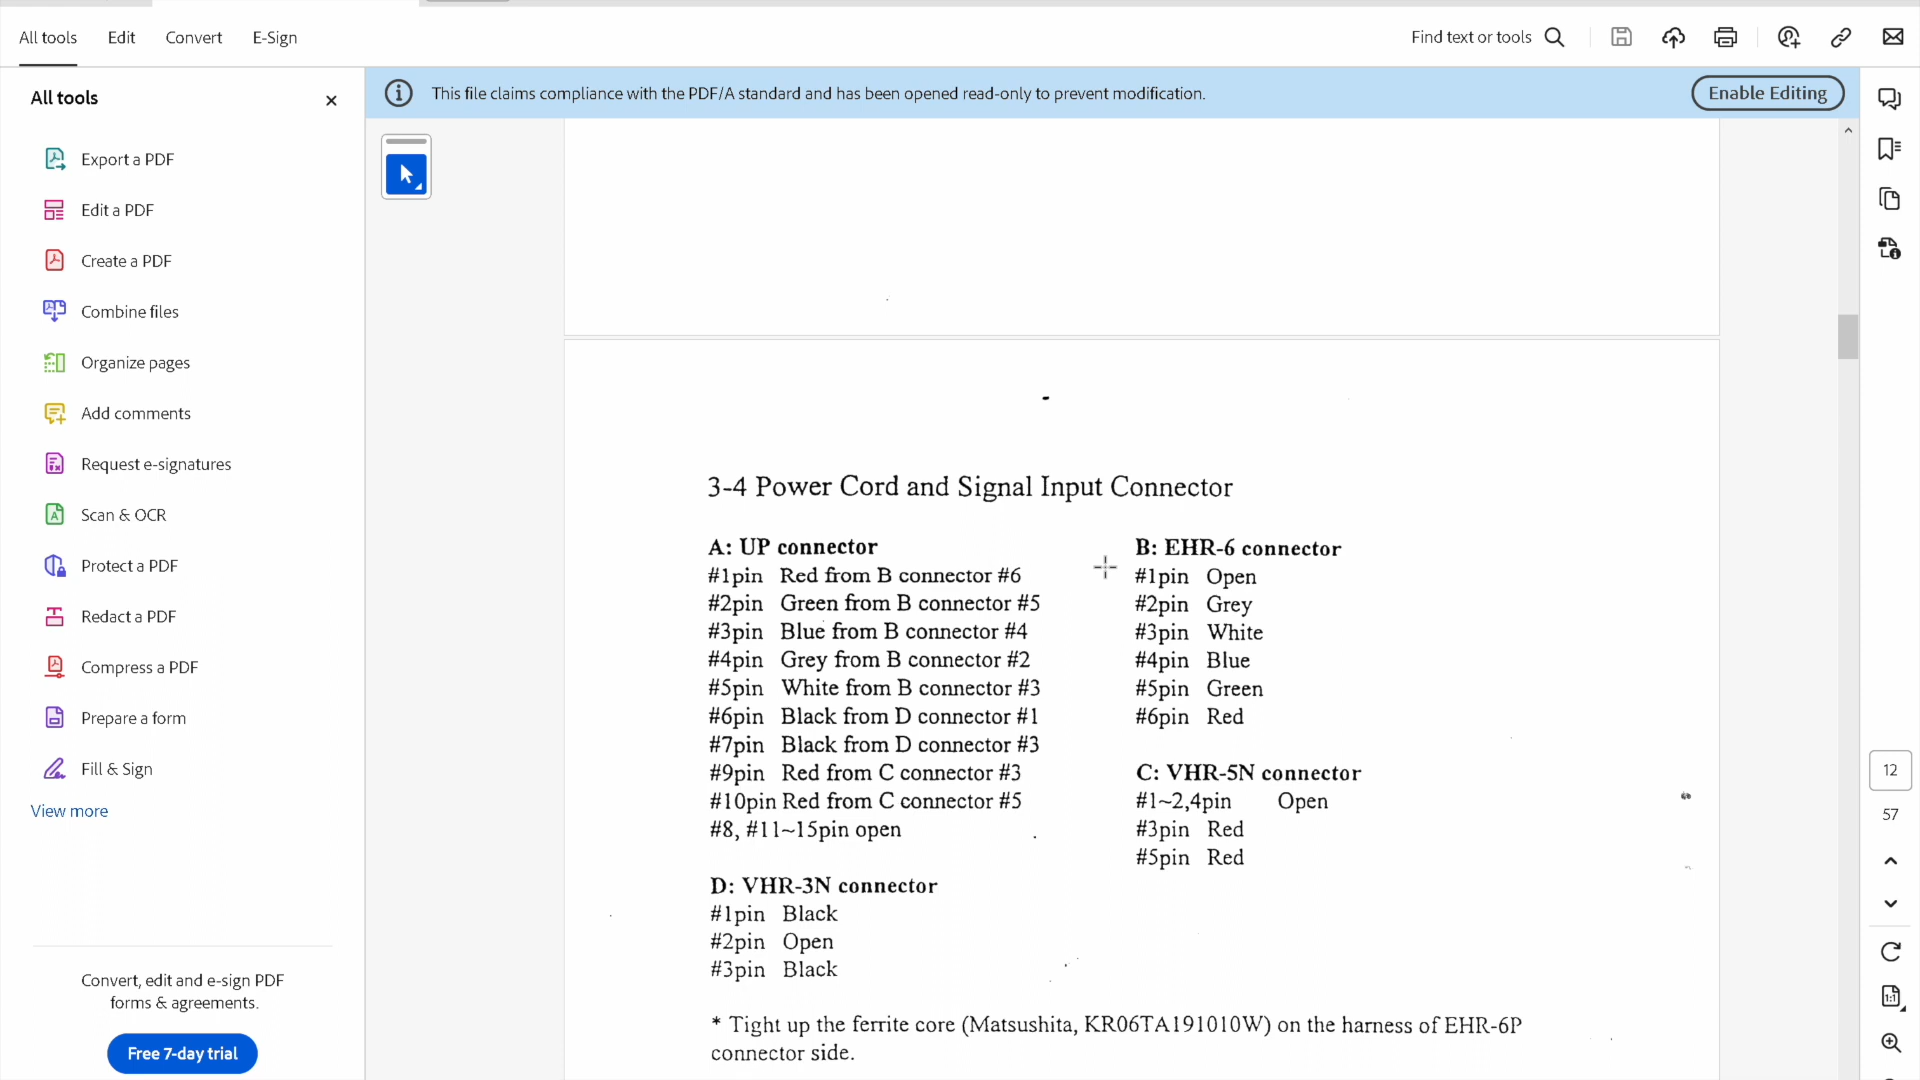 All tools
Edit
Convert
E-Sign
Find text or tools
All tools
This file claims compliance with the PDF/A standard and has been opened read-only to prevent modification.
Enable Editing
Export a PDF
Edit a PDF
Create a PDF
Combine files
Organize pages
Add comments
Request e-signatures
Scan & OCR
Protect a PDF
Redact a PDF
Compress a PDF
Prepare a form
Fill & Sign
View more
Convert, edit and e-sign PDF
forms & agreements.
Free 7-day trial
3-4 Power Cord and Signal Input Connector
A: UP connector
#1pin Red from B connector #6
#2pin Green from B connector #5
#3pin Blue from B connector #4
#4pin Grey from B connector #2
#5pin White from B connector #3
#6pin Black from D connector #1
#7pin Black from D connector #3
#9pin Red from C connector #3
#10pin Red from C connector #5
#8, #11~15pin open
B: EHR-6 connector
#1pin Open
#2pin Grey
#3pin White
#4pin Blue
#5pin Green
#6pin Red
C: VHR-5N connector
#1~2,4pin Open
#3pin Red
#5pin Red
D: VHR-3N connector
#1pin Black
#2pin Open
#3pin Black
* Tight up the ferrite core (Matsushita, KR06TA191010W) on the harness of EHR-6P
connector side.
12
57
1:1